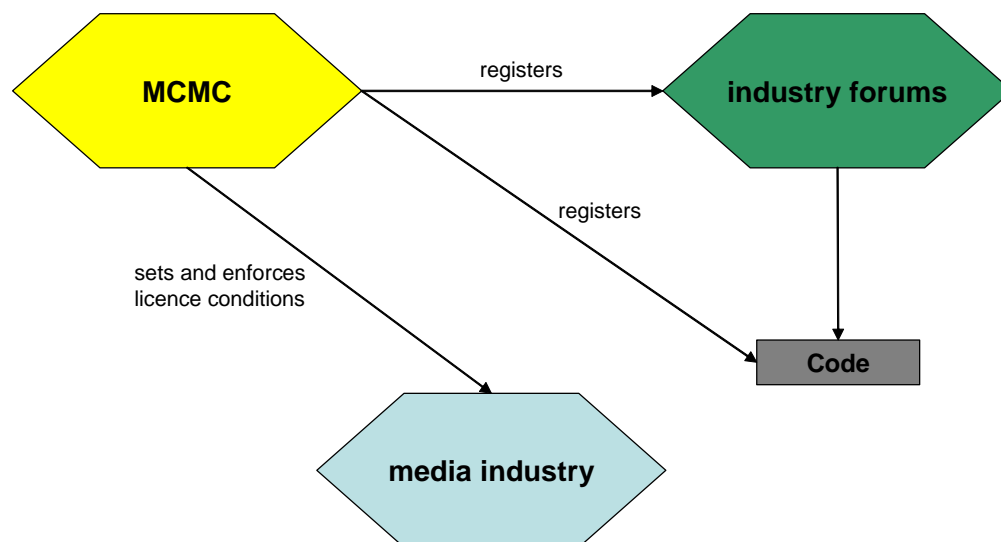 registers
MCMC
industry forums
registers
sets and enforces
licence conditions
Code
media industry